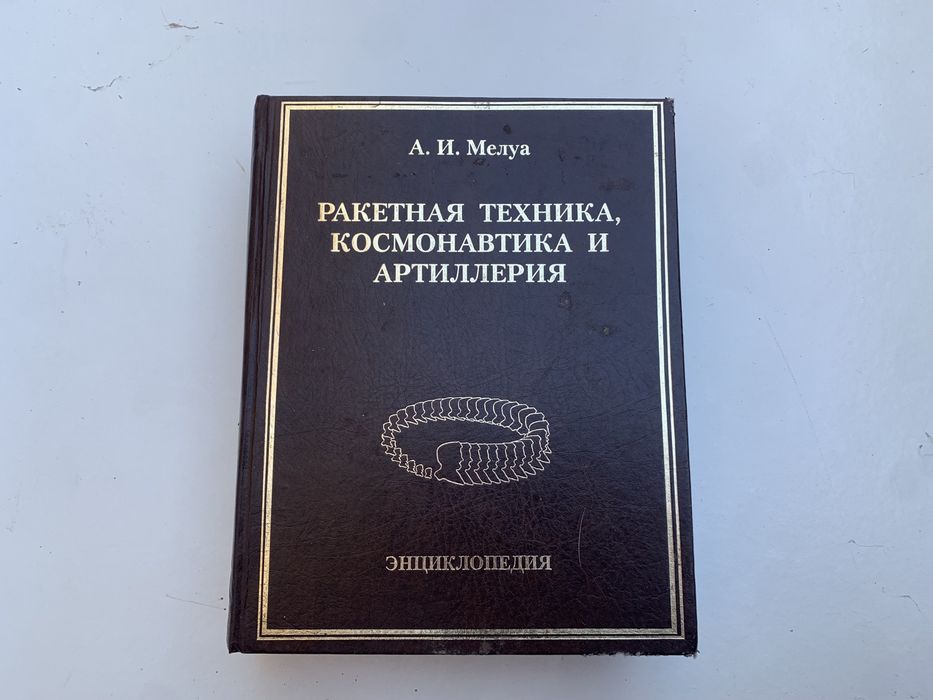 А. И. Мелуа
РАКЕТНАЯ ТЕХНИКА,
КОСМОНАВТИКА И
АРТИЛЛЕРИЯ
ЭНЦИКЛОПЕДИЯ